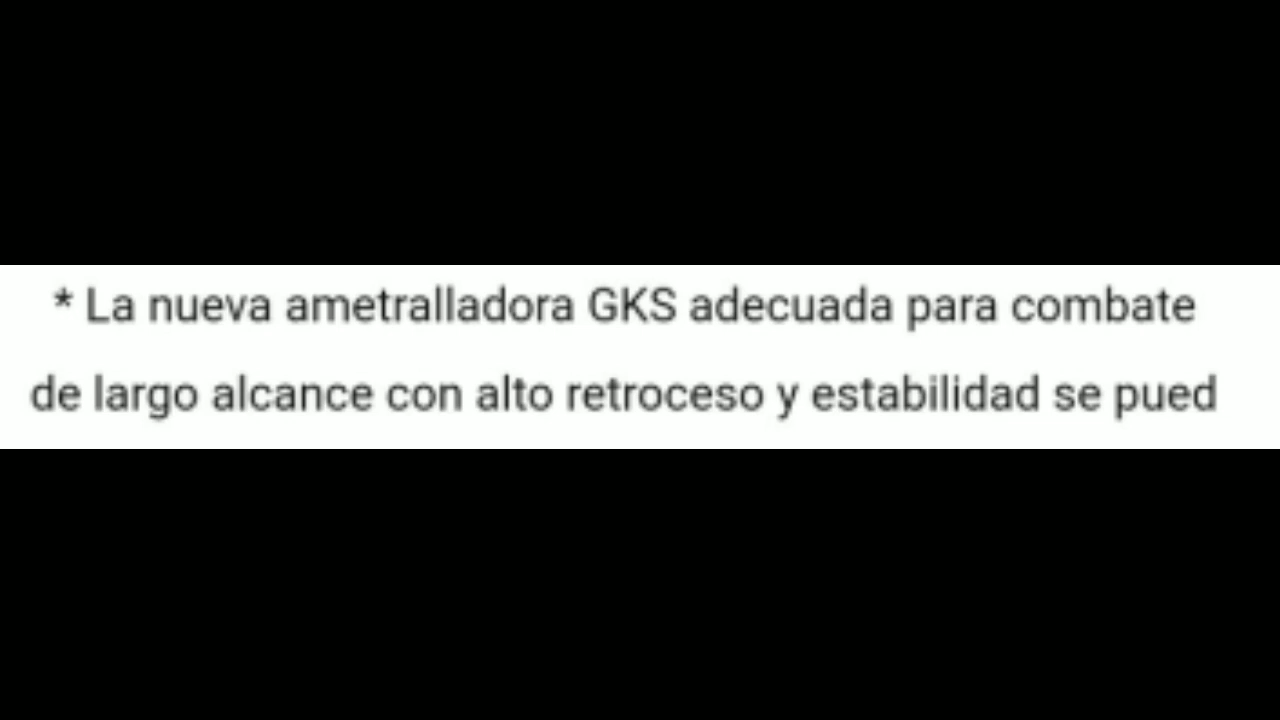 * La nueva ametralladora GKS adecuada para combate
de largo alcance con alto retroceso y estabilidad se pued